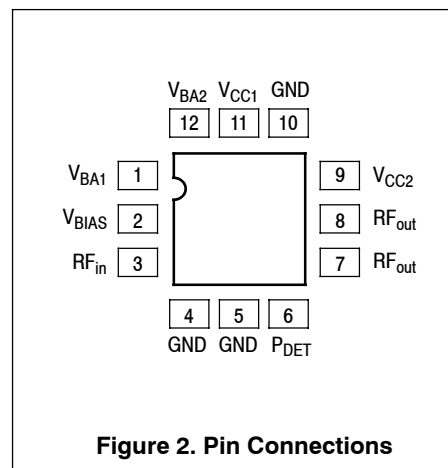 V_BA2 V_CC1 GND
12 11 10
V_BA1 1 9 V_CC2
V_BIAS 2 8 RF_out
RF_in 3 7 RF_out
4 5 6
GND GND P_DET
Figure 2. Pin Connections